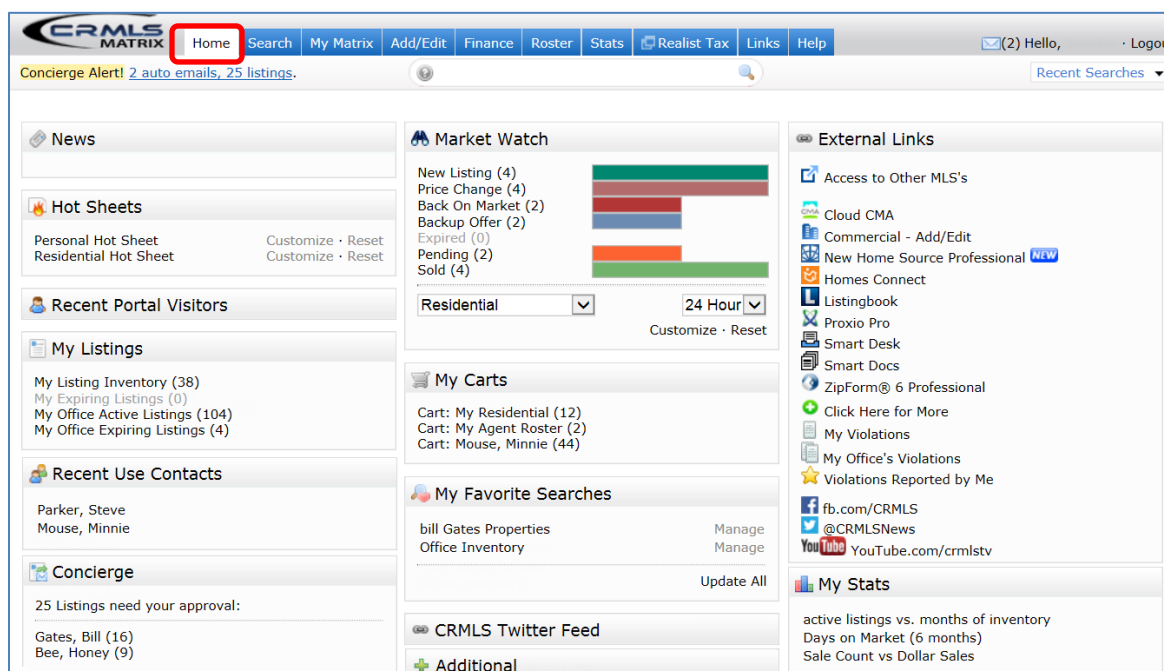 CRMLS
MATRIX
Home Search My Matrix Add/Edit Finance Roster Stats Realist Tax Links Help
(2) Hello, · Logou
Concierge Alert! 2 auto emails, 25 listings.
Recent Searches
News
Hot Sheets
Personal Hot Sheet Customize · Reset
Residential Hot Sheet Customize · Reset
Recent Portal Visitors
My Listings
My Listing Inventory (38)
My Expiring Listings (0)
My Office Active Listings (104)
My Office Expiring Listings (4)
Recent Use Contacts
Parker, Steve
Mouse, Minnie
Concierge
25 Listings need your approval:
Gates, Bill (16)
Bee, Honey (9)
Market Watch
New Listing (4)
Price Change (4)
Back On Market (2)
Backup Offer (2)
Expired (0)
Pending (2)
Sold (4)
Residential 24 Hour
Customize · Reset
My Carts
Cart: My Residential (12)
Cart: My Agent Roster (2)
Cart: Mouse, Minnie (44)
My Favorite Searches
bill Gates Properties Manage
Office Inventory Manage
Update All
CRMLS Twitter Feed
Additional
External Links
Access to Other MLS's
CMA Cloud CMA
Commercial - Add/Edit
New Home Source Professional NEW
Homes Connect
L Listingbook
Proxio Pro
Smart Desk
Smart Docs
ZipForm® 6 Professional
Click Here for More
My Violations
My Office's Violations
Violations Reported by Me
f fb.com/CRMLS
@CRMLSNews
YouTube YouTube.com/crmlstv
My Stats
active listings vs. months of inventory
Days on Market (6 months)
Sale Count vs Dollar Sales